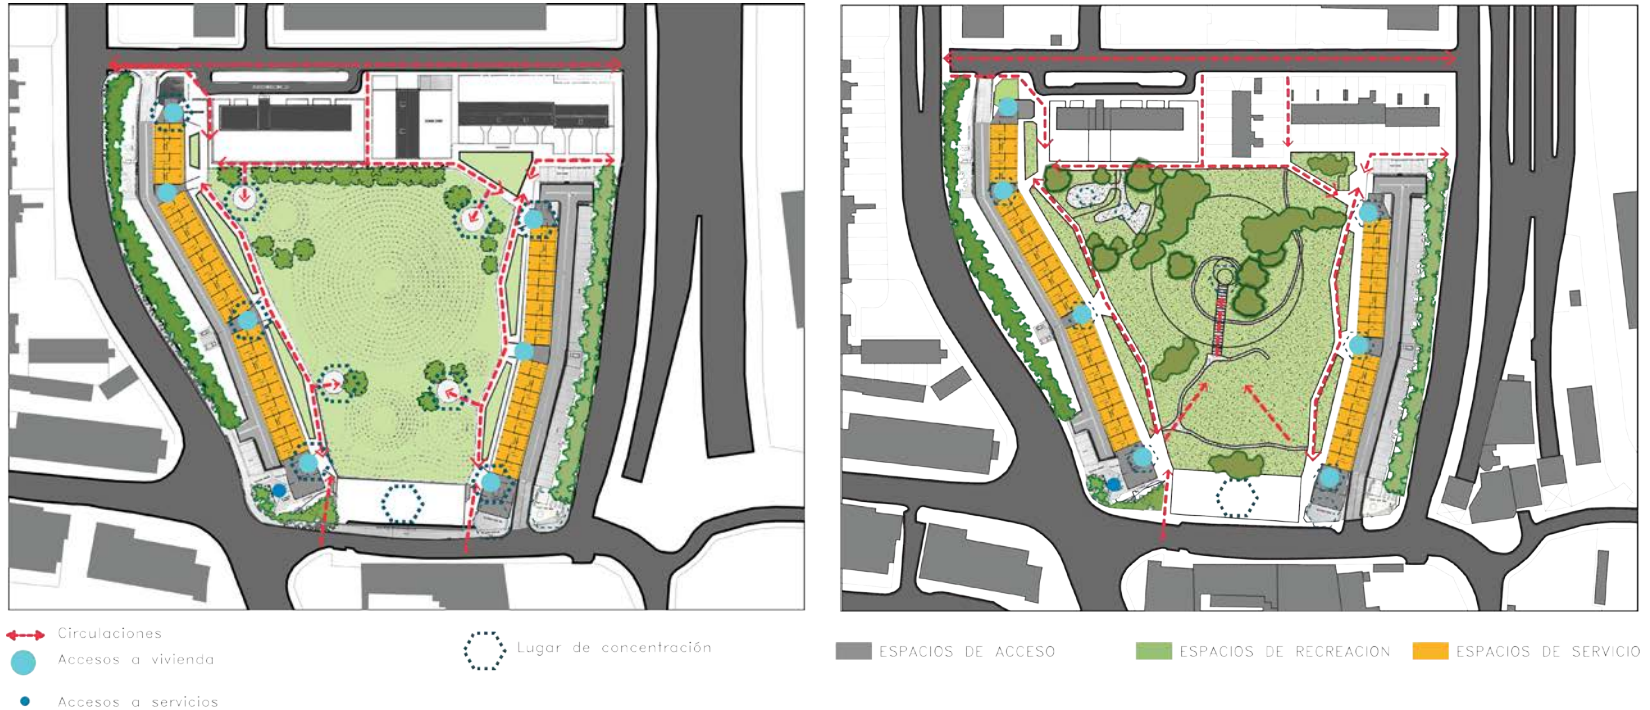 Circulaciones
Accesos a vivienda
Accesos a servicios
Lugar de concentración
ESPACIOS DE ACCESO
ESPACIOS DE RECREACION
ESPACIOS DE SERVICIO